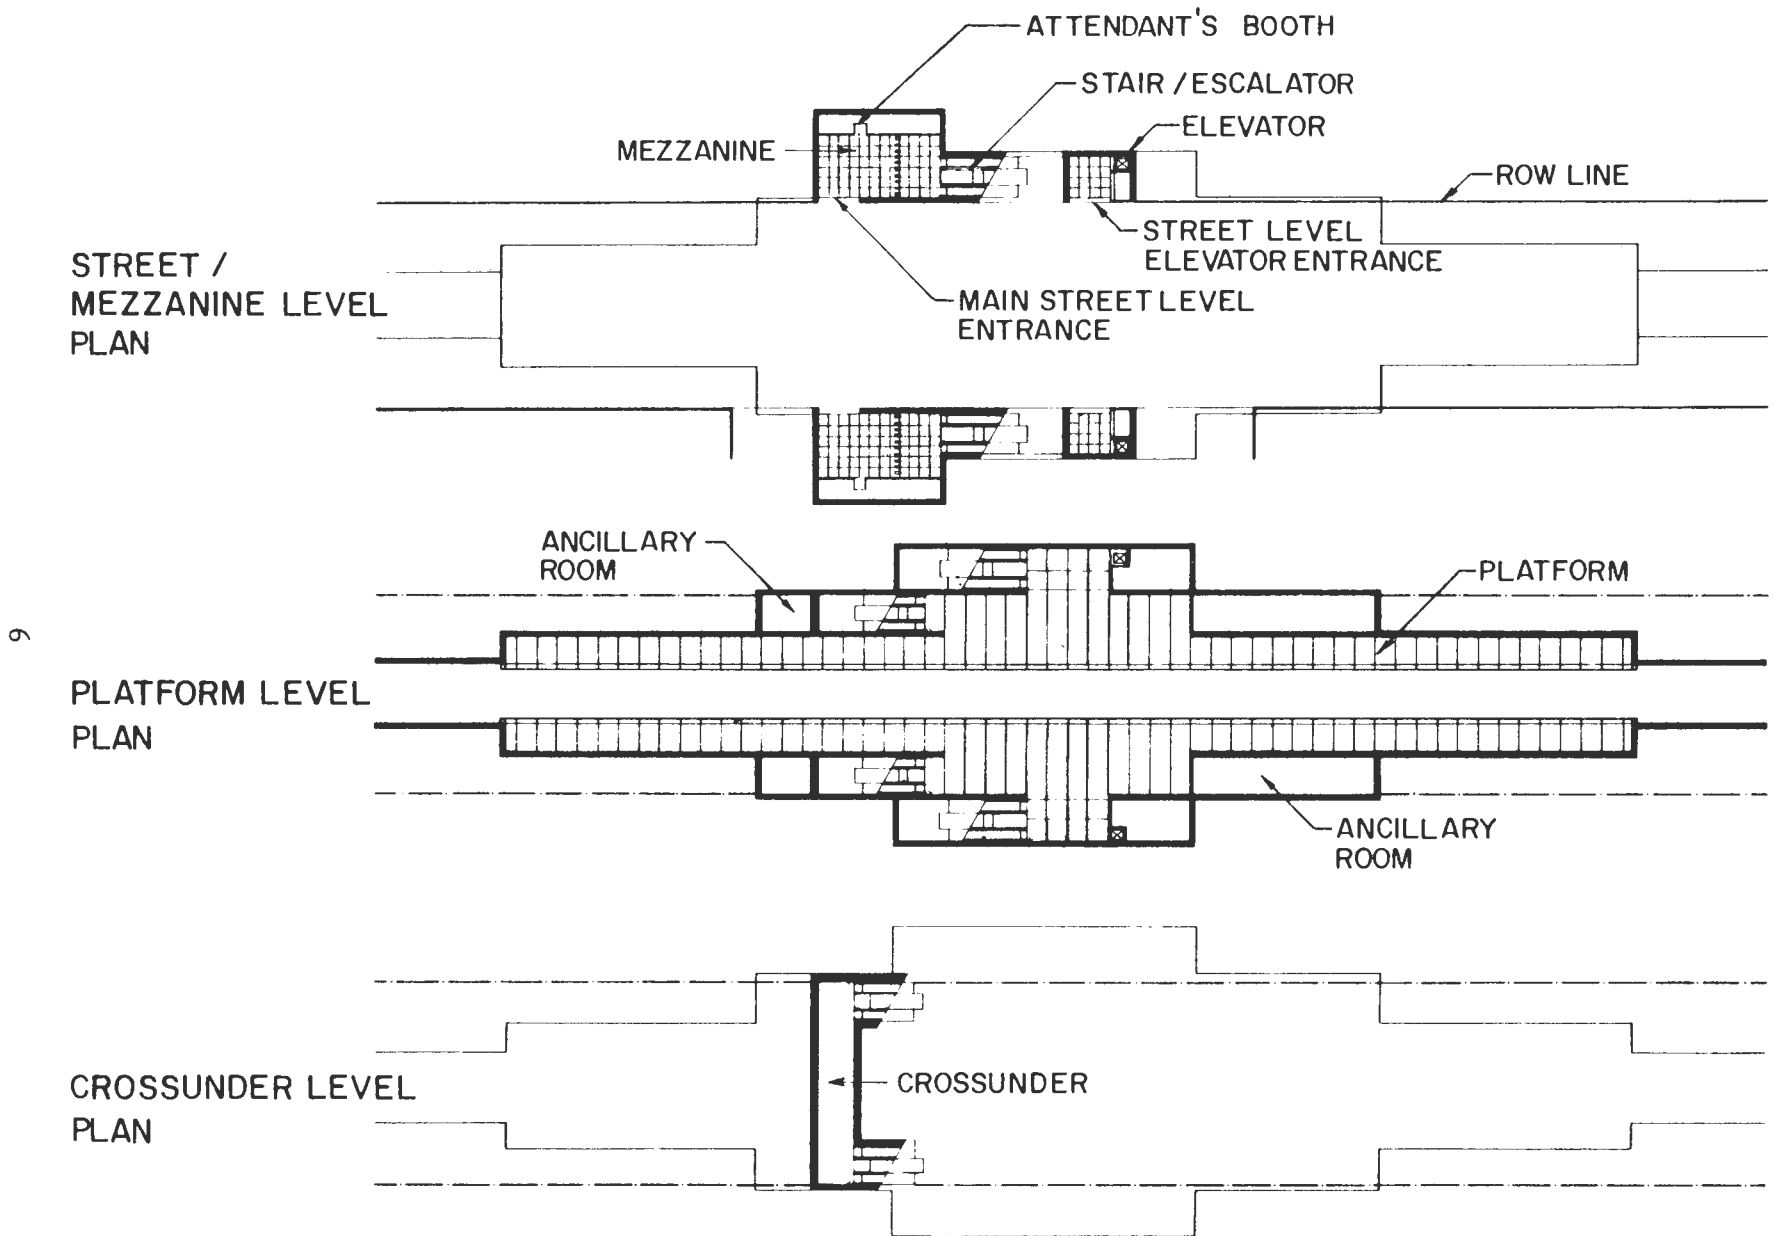 ATTENDANT'S BOOTH
STAIR / ESCALATOR
ELEVATOR
MEZZANINE
ROW LINE
STREET LEVEL
ELEVATOR ENTRANCE
STREET /
MEZZANINE LEVEL
PLAN
MAIN STREET LEVEL
ENTRANCE
ANCILLARY
ROOM
PLATFORM
9
PLATFORM LEVEL
PLAN
ANCILLARY
ROOM
CROSSUNDER LEVEL
PLAN
CROSSUNDER